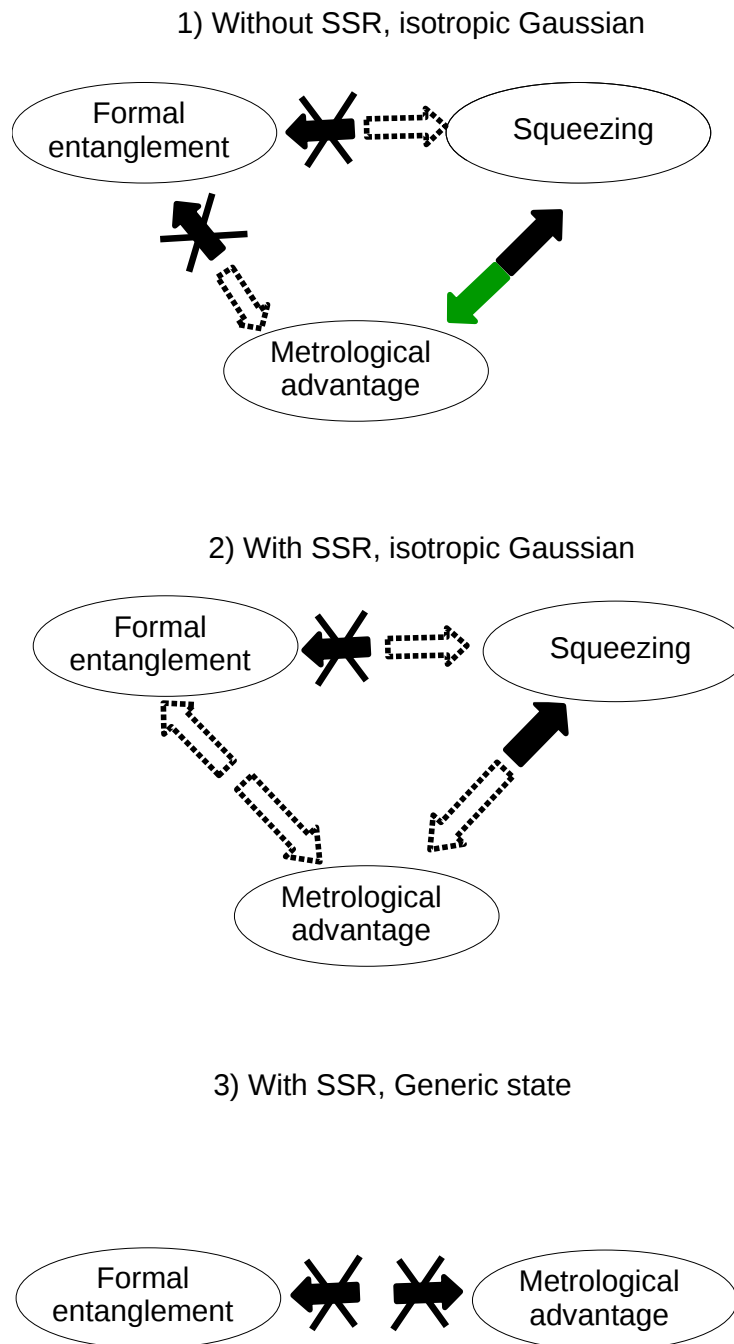 1) Without SSR, isotropic Gaussian
Formal
entanglement
Squeezing
Metrological
advantage
2) With SSR, isotropic Gaussian
Formal
entanglement
Squeezing
Metrological
advantage
3) With SSR, Generic state
Formal
entanglement
Metrological
advantage